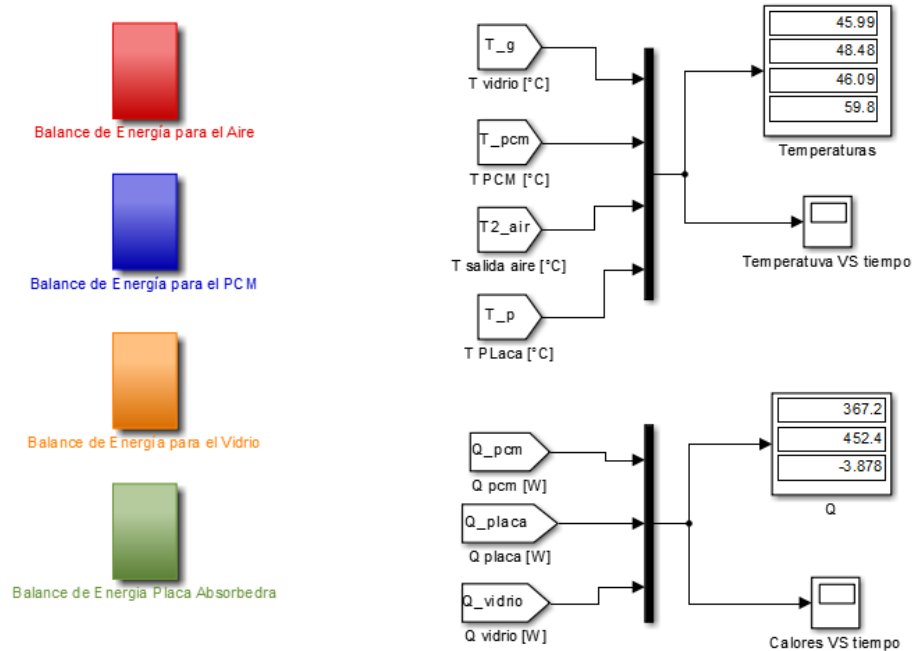 Balance de Energía para el Aire
Balance de Energía para el PCM
Balance de Energía para el Vidrio
Balance de Energia Placa Absorbedra
T_g
T vidrio [°C]
T_pcm
T PCM [°C]
T2_air
T salida aire [°C]
T_p
T PLaca [°C]
45.99
48.48
46.09
59.8
Temperaturas
Temperatuva VS tiempo
Q_pcm
Q pcm [W]
Q_placa
Q placa [W]
Q_vidrio
Q vidrio [W]
367.2
452.4
-3.878
Q
Calores VS tiempo